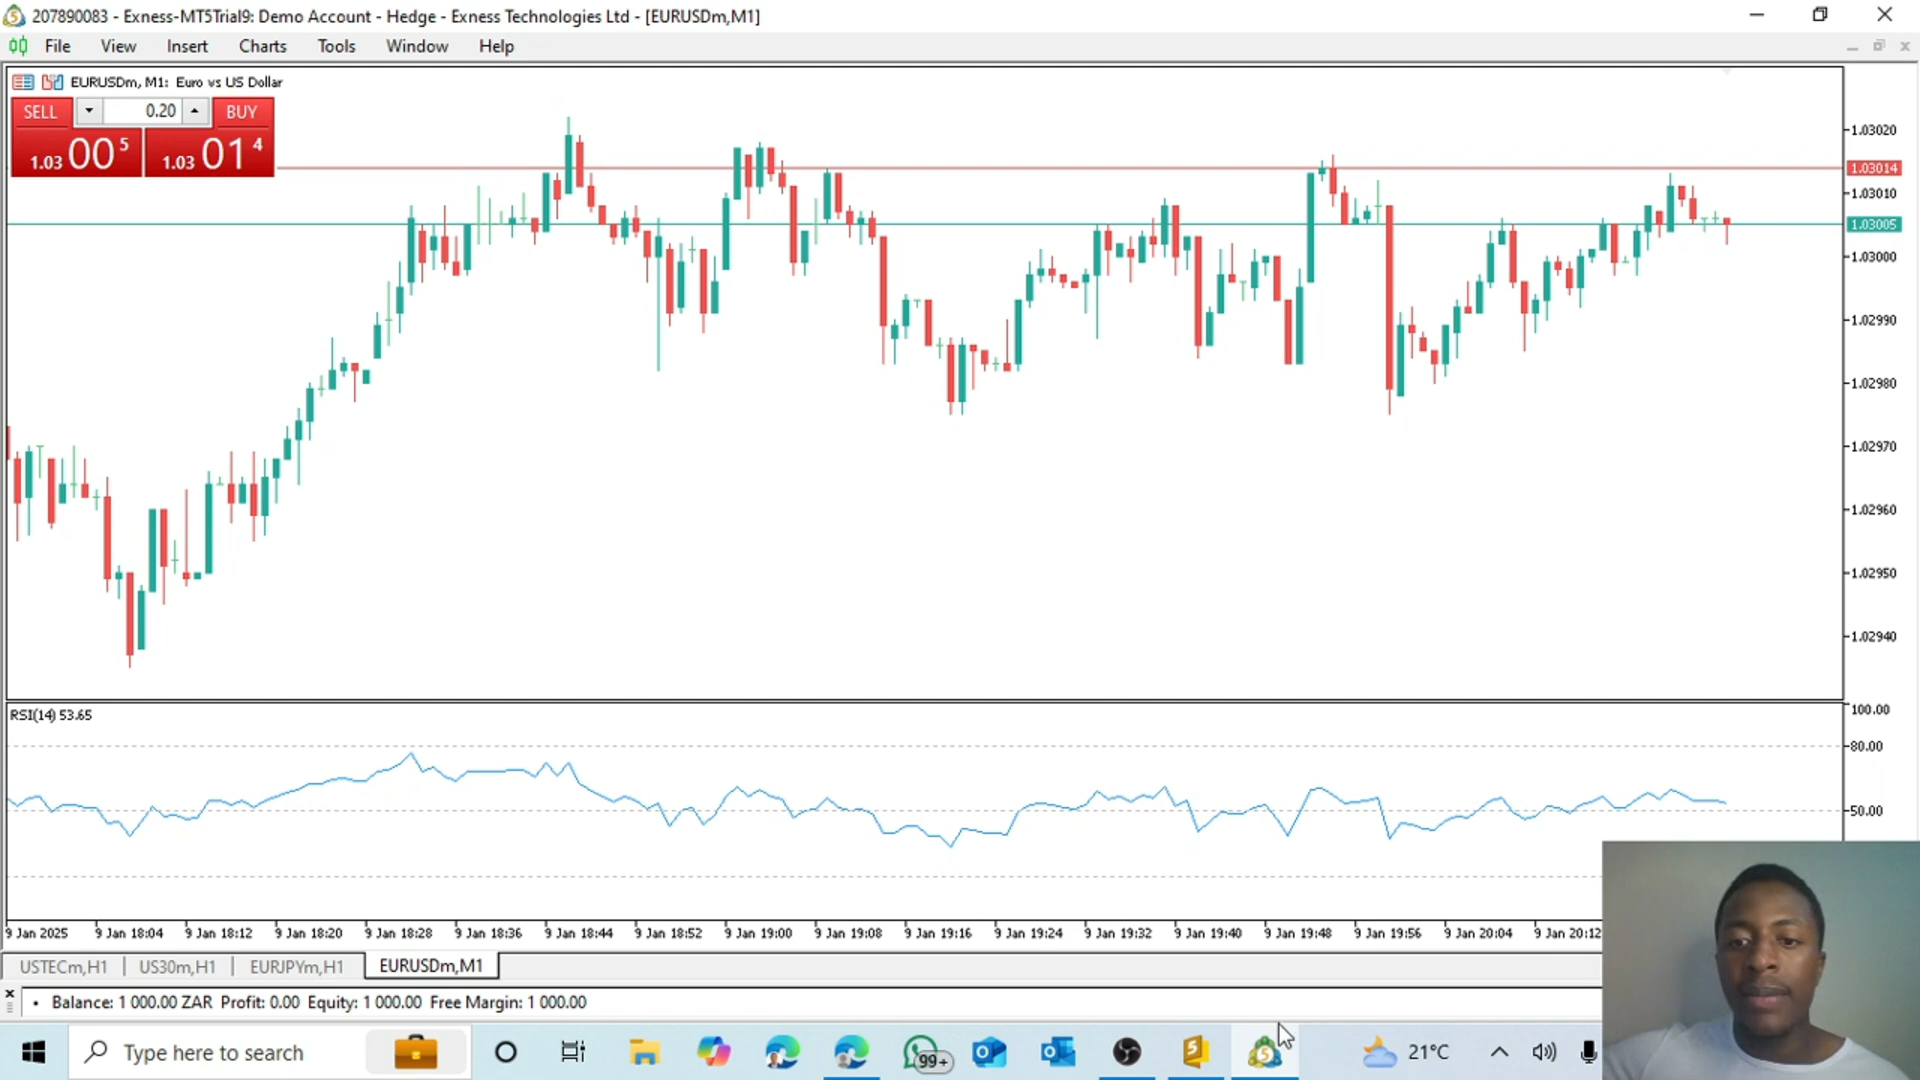 207890083 - Exness-MT5Trial9: Demo Account - Hedge - Exness Technologies Ltd - [EURUSDm,M1]
File View Insert Charts Tools Window Help
EURUSDm, M1: Euro vs US Dollar
SELL 0.20 BUY
1.03 00 5 1.03 01 4
1.03020
1.03014
1.03010
1.03005
1.03000
1.02990
1.02980
1.02970
1.02960
1.02950
1.02940
RSI(14) 53.65
100.00
80.00
50.00
9 Jan 2025 9 Jan 18:04 9 Jan 18:12 9 Jan 18:20 9 Jan 18:28 9 Jan 18:36 9 Jan 18:44 9 Jan 18:52 9 Jan 19:00 9 Jan 19:08 9 Jan 19:16 9 Jan 19:24 9 Jan 19:32 9 Jan 19:40 9 Jan 19:48 9 Jan 19:56 9 Jan 20:04 9 Jan 20:12
USTECm,H1 US30m,H1 EURJPYm,H1 EURUSDm,M1
Balance: 1 000.00 ZAR Profit: 0.00 Equity: 1 000.00 Free Margin: 1 000.00
Type here to search 99+ 21°C